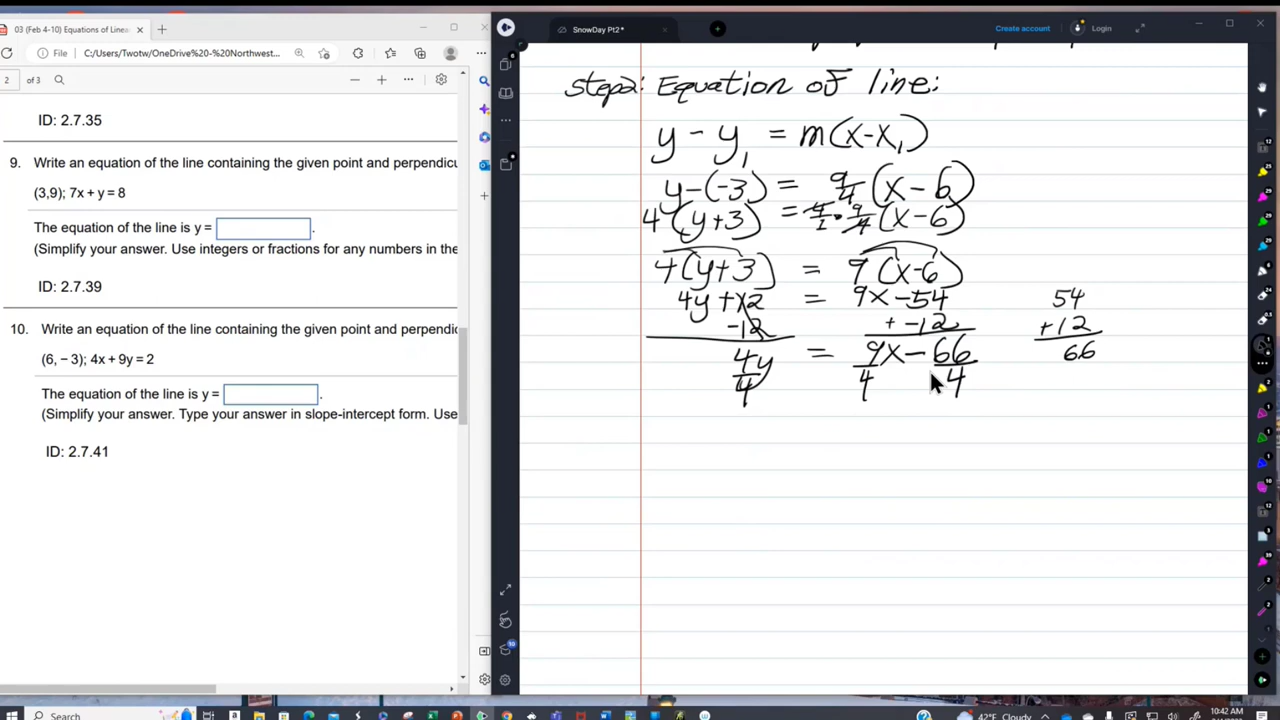 03 (Feb 4-10) Equations of Linea
File
C:/Users/Twotw/OneDrive%20-%20Northwest...
2 of 3
ID: 2.7.35
9. Write an equation of the line containing the given point and perpendicu
(3,9); 7x + y = 8
The equation of the line is y = .
(Simplify your answer. Use integers or fractions for any numbers in the
ID: 2.7.39
10. Write an equation of the line containing the given point and perpendic
(6, − 3); 4x + 9y = 2
The equation of the line is y = .
(Simplify your answer. Type your answer in slope-intercept form. Use
ID: 2.7.41
SnowDay Pt2*
Create account
Login
step2: Equation of line:
y - y1 = m(x-x1)
y-(-3) = 9/4 (x-6)
4 (y+3) = 4/1 · 9/4 (x-6)
4(y+3) = 9(x-6)
4y +12 = 9x -54
-12 + -12
4y = 9x - 66
4 4 4
54
+12
66
Search
42°F Cloudy
10:42 AM